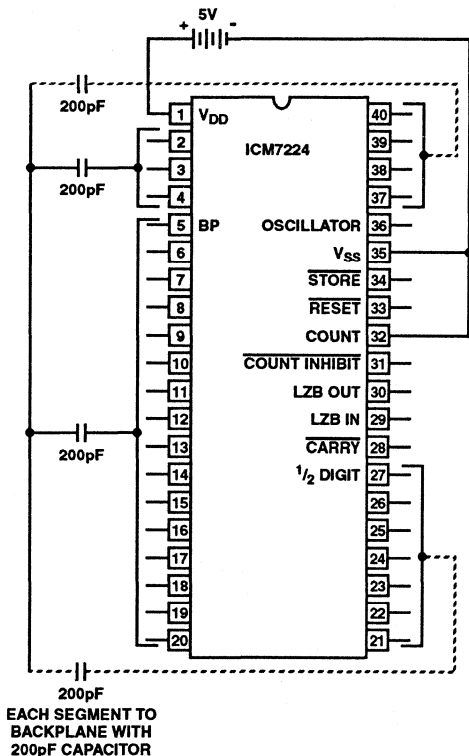 + 5V -
200pF
1 VDD 40
2 ICM7224 39
3 38
200pF
4 37
5 BP OSCILLATOR 36
6 VSS 35
7 STORE 34
8 RESET 33
9 COUNT 32
10 COUNT INHIBIT 31
11 LZB OUT 30
12 LZB IN 29
13 CARRY 28
200pF
14 1/2 DIGIT 27
15 26
16 25
17 24
18 23
19 22
20 21
200pF
EACH SEGMENT TO
BACKPLANE WITH
200pF CAPACITOR